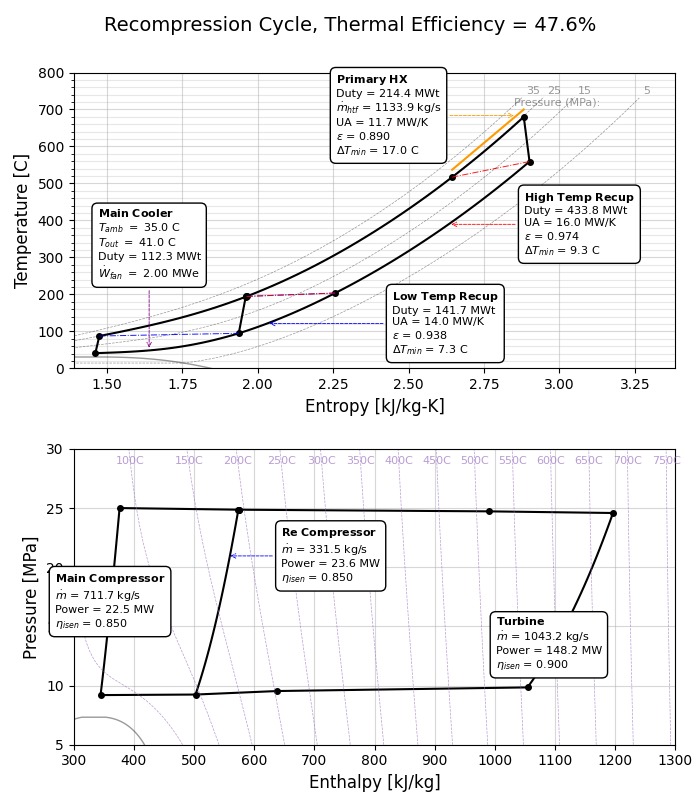 Recompression Cycle, Thermal Efficiency = 47.6%
Primary HX
Duty = 214.4 MWt
ṁhtf = 1133.9 kg/s
UA = 11.7 MW/K
ε = 0.890
ΔTmin = 17.0 C
35 25 15 5
Pressure (MPa):
Main Cooler
Tamb = 35.0 C
Tout = 41.0 C
Duty = 112.3 MWt
Ẇfan = 2.00 MWe
High Temp Recup
Duty = 433.8 MWt
UA = 16.0 MW/K
ε = 0.974
ΔTmin = 9.3 C
Low Temp Recup
Duty = 141.7 MWt
UA = 14.0 MW/K
ε = 0.938
ΔTmin = 7.3 C
800
700
600
500
400
300
200
100
0
Temperature [C]
1.50 1.75 2.00 2.25 2.50 2.75 3.00 3.25
Entropy [kJ/kg-K]
100C 150C 200C 250C 300C 350C 400C 450C 500C 550C 600C 650C 700C 750C
Re Compressor
ṁ = 331.5 kg/s
Power = 23.6 MW
ηisen = 0.850
Main Compressor
ṁ = 711.7 kg/s
Power = 22.5 MW
ηisen = 0.850
Turbine
ṁ = 1043.2 kg/s
Power = 148.2 MW
ηisen = 0.900
30
25
20
10
5
Pressure [MPa]
300 400 500 600 700 800 900 1000 1100 1200 1300
Enthalpy [kJ/kg]